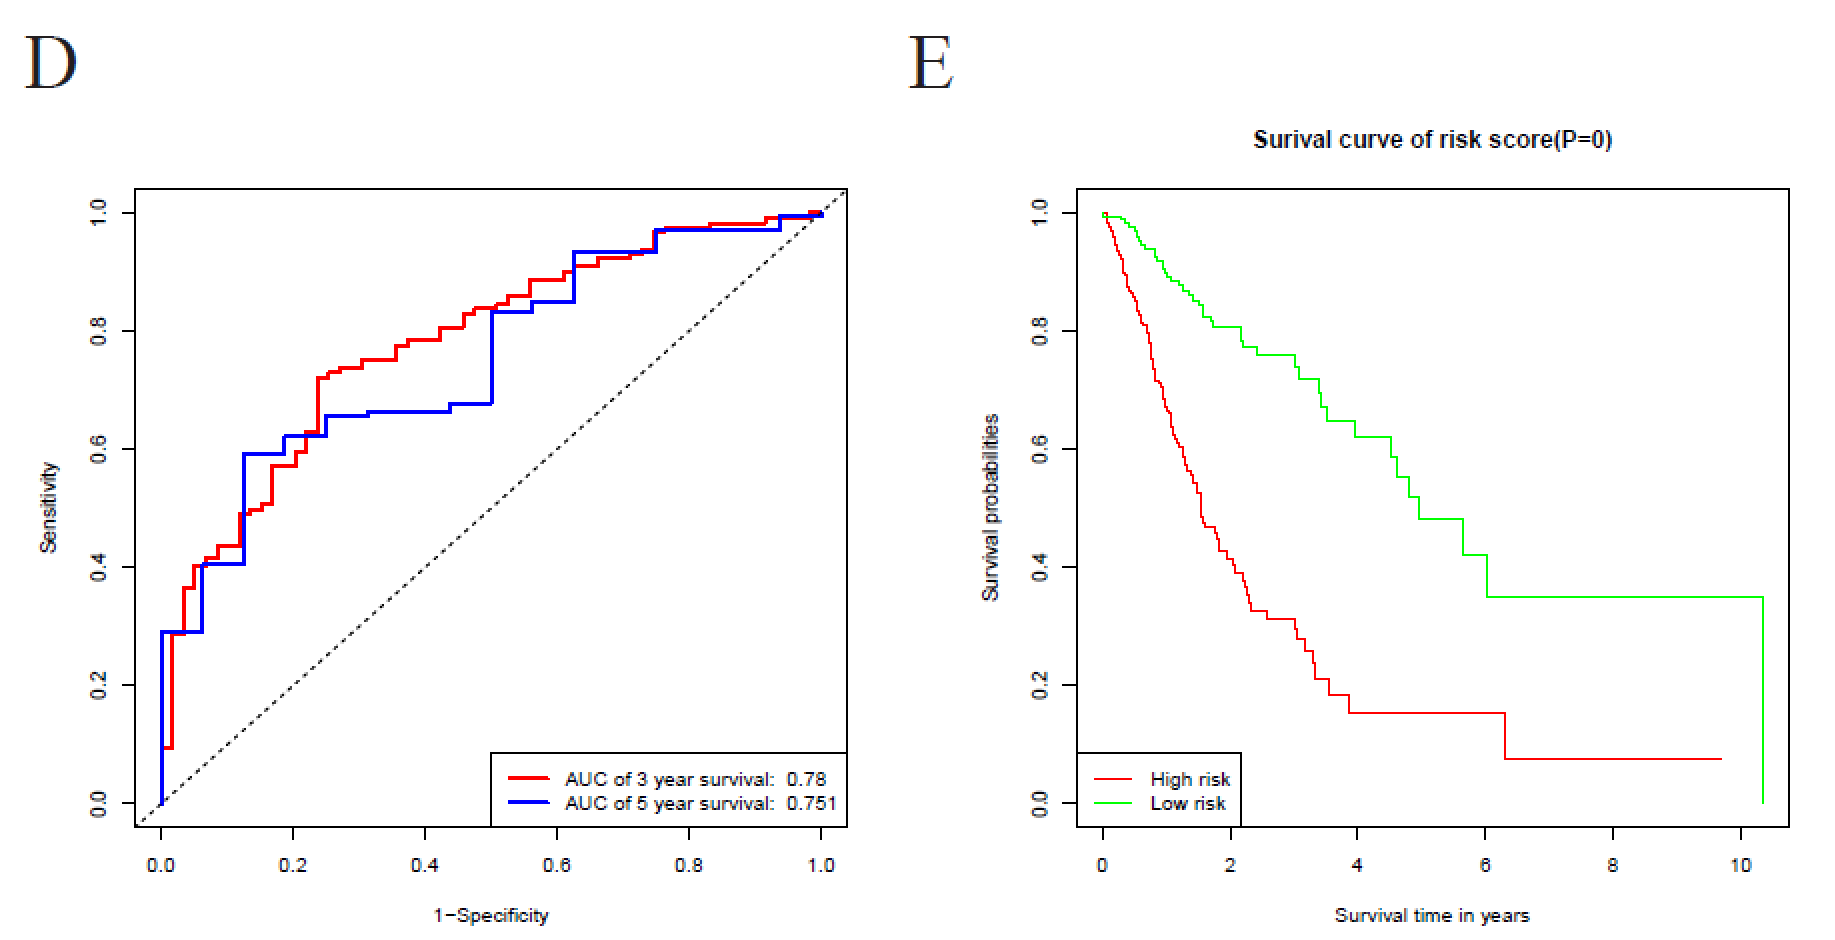 D
E
Surival curve of risk score(P=0)
1.0
0.8
0.6
0.4
0.2
0.0
Sensitivity
AUC of 3 year survival: 0.78
AUC of 5 year survival: 0.751
0.0 0.2 0.4 0.6 0.8 1.0
1−Specificity
1.0
0.8
0.6
0.4
0.2
0.0
Survival probabilities
High risk
Low risk
0 2 4 6 8 10
Survival time in years